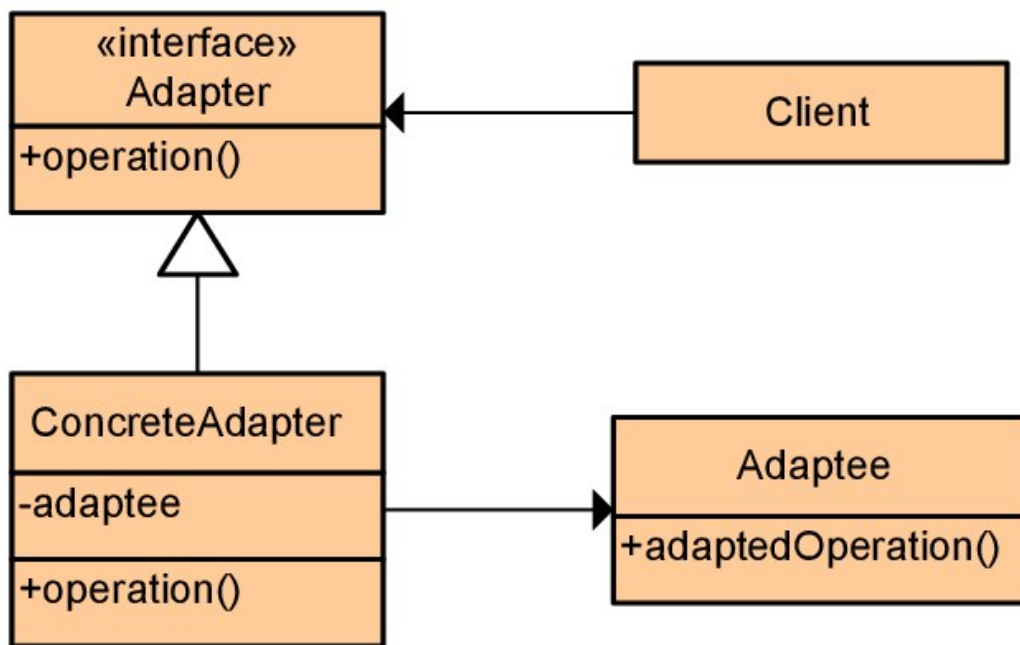 «interface»
Adapter
+operation()
Client
ConcreteAdapter
-adaptee
+operation()
Adaptee
+adaptedOperation()